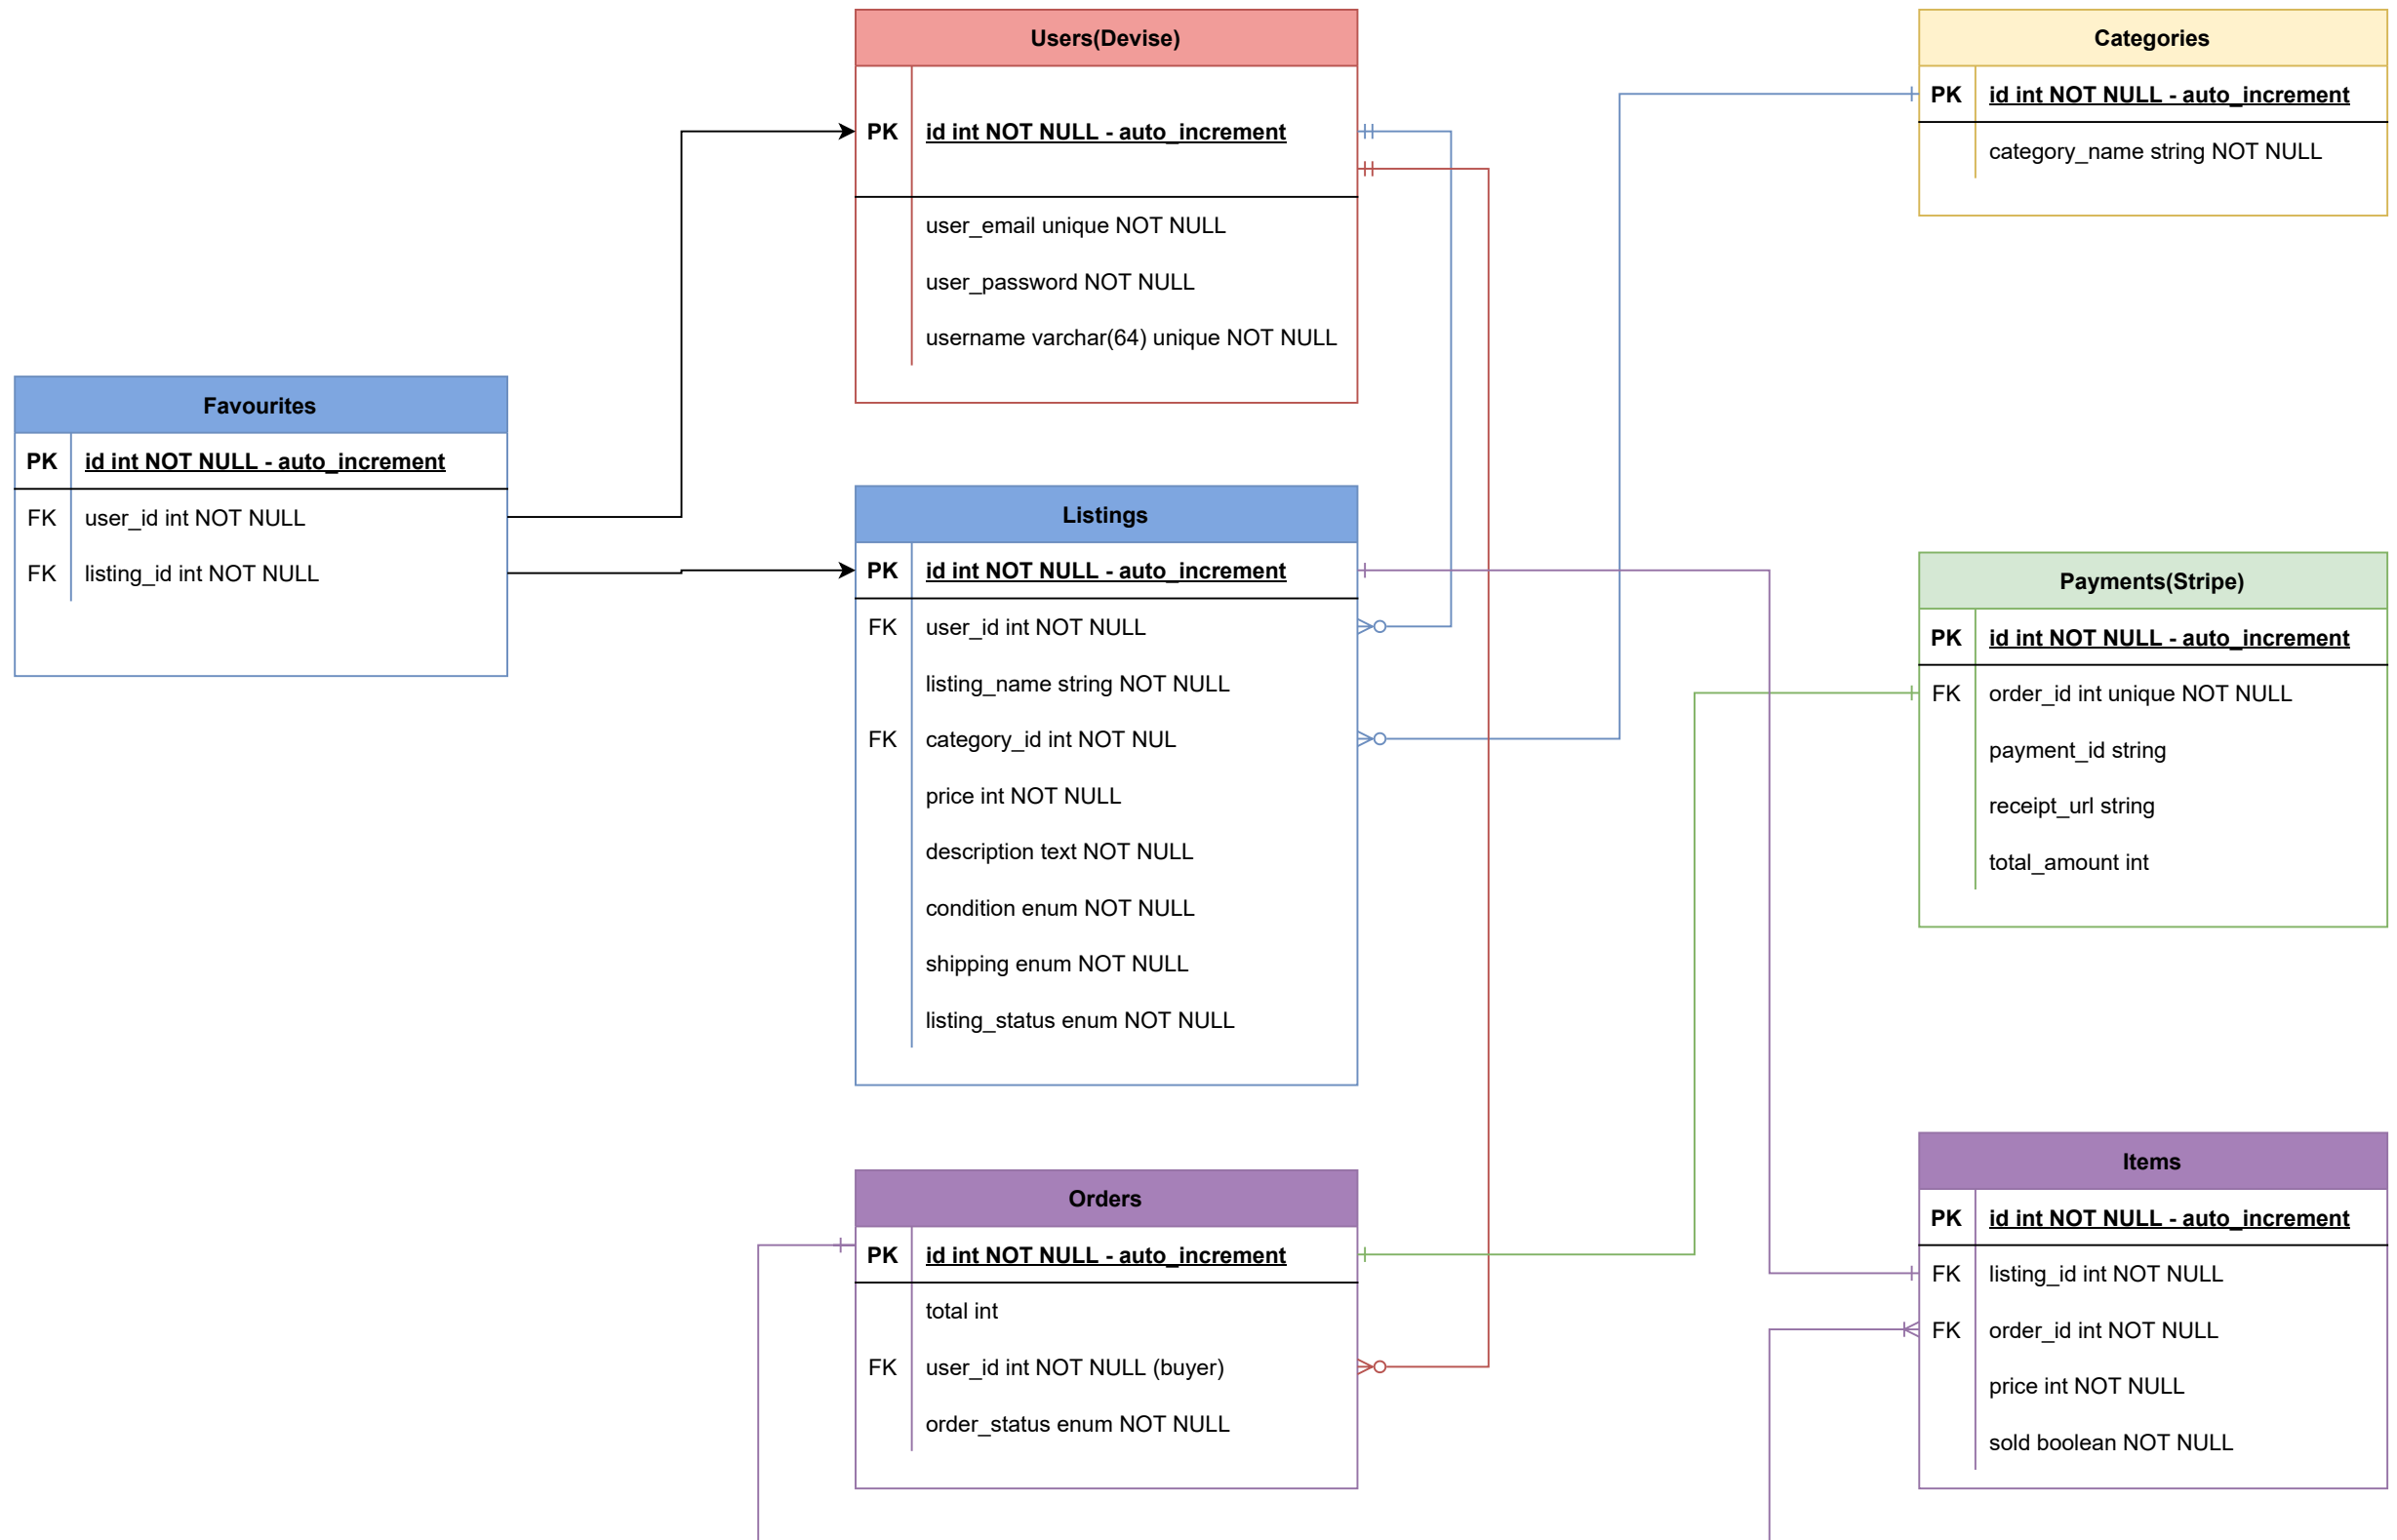 Users(Devise)
PK id int NOT NULL - auto_increment
user_email unique NOT NULL
user_password NOT NULL
username varchar(64) unique NOT NULL
Categories
PK id int NOT NULL - auto_increment
category_name string NOT NULL
Favourites
PK id int NOT NULL - auto_increment
FK user_id int NOT NULL
FK listing_id int NOT NULL
Listings
PK id int NOT NULL - auto_increment
FK user_id int NOT NULL
listing_name string NOT NULL
FK category_id int NOT NUL
price int NOT NULL
description text NOT NULL
condition enum NOT NULL
shipping enum NOT NULL
listing_status enum NOT NULL
Payments(Stripe)
PK id int NOT NULL - auto_increment
FK order_id int unique NOT NULL
payment_id string
receipt_url string
total_amount int
Orders
PK id int NOT NULL - auto_increment
total int
FK user_id int NOT NULL (buyer)
order_status enum NOT NULL
Items
PK id int NOT NULL - auto_increment
FK listing_id int NOT NULL
FK order_id int NOT NULL
price int NOT NULL
sold boolean NOT NULL